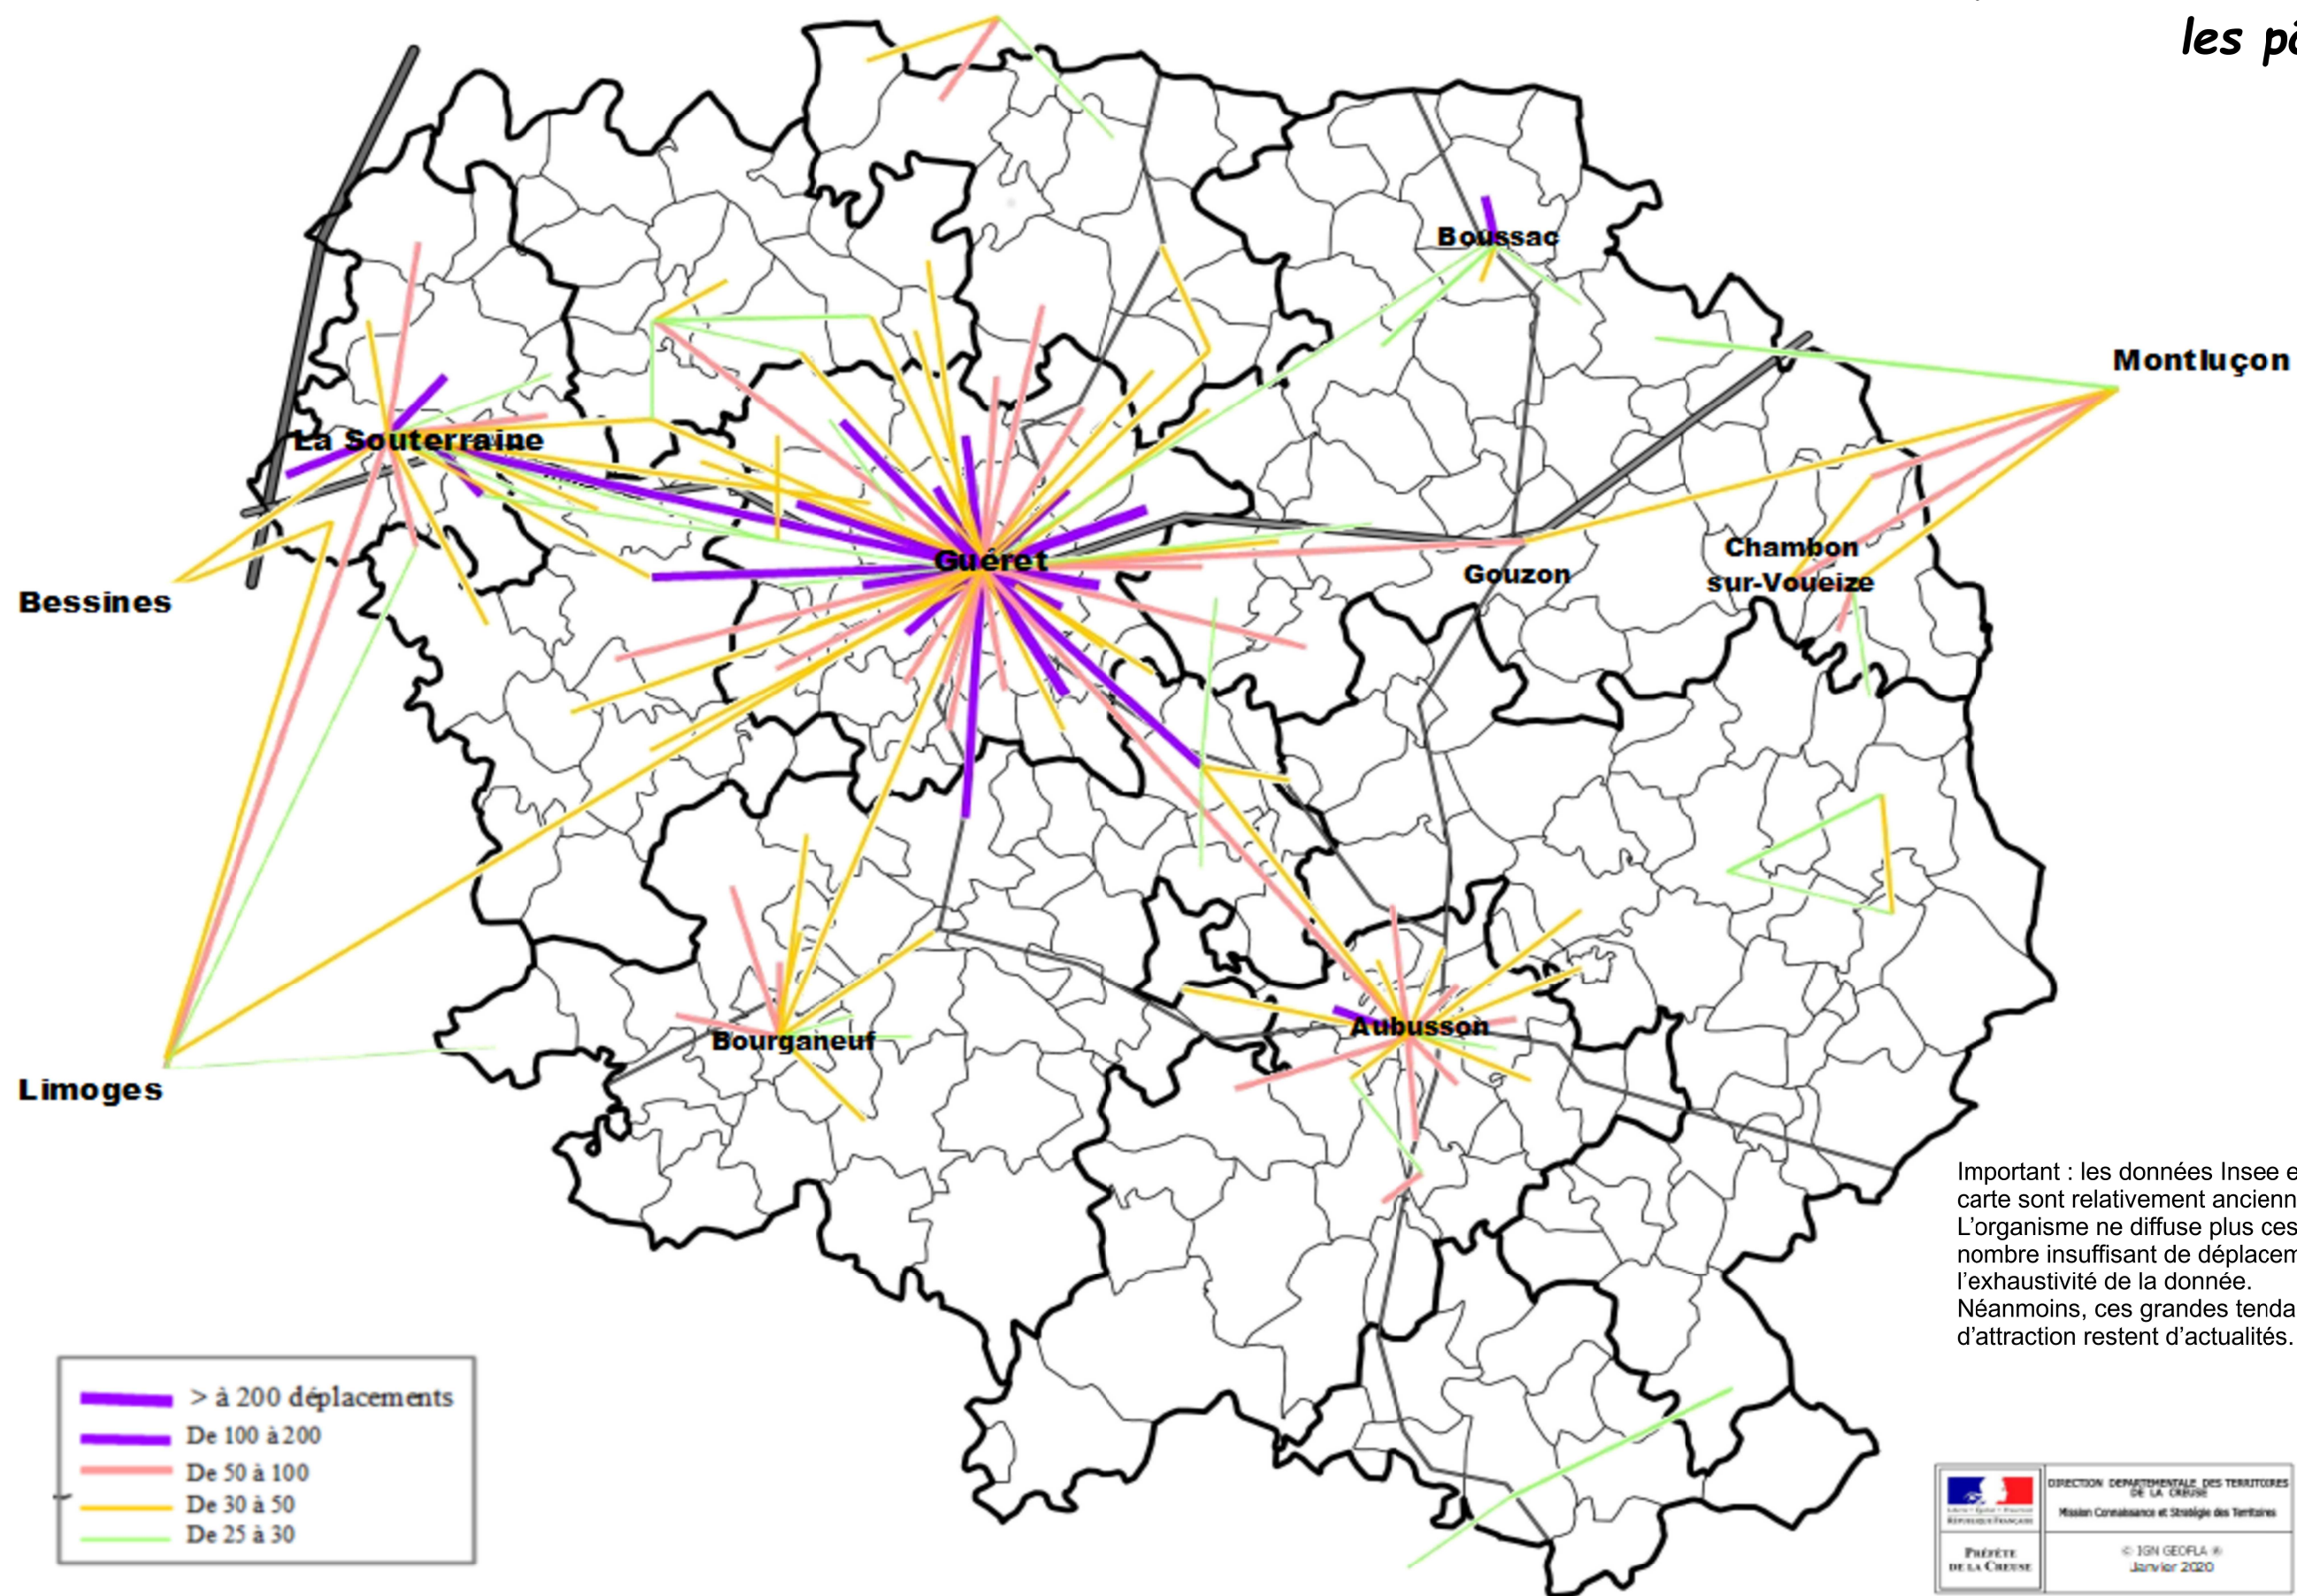 les pô
Boussac
Montluçon
La Souterraine
Guéret
Chambon
sur-Voueize
Gouzon
Bessines
Aubusson
Bourganeuf
Limoges
Important : les données Insee e
carte sont relativement ancienn
L’organisme ne diffuse plus ces
nombre insuffisant de déplacem
l’exhaustivité de la donnée.
Néanmoins, ces grandes tenda
d’attraction restent d’actualités.
> à 200 déplacements
De 100 à 200
De 50 à 100
De 30 à 50
De 25 à 30
DIRECTION DEPARTEMENTALE DES TERRITOIRES
DE LA CREUSE
Mission Connaissance et Stratégie des Territoires
RÉPUBLIQUE FRANÇAISE
PRÉFÈTE
DE LA CREUSE
© IGN GEOFLA ®
Janvier 2020